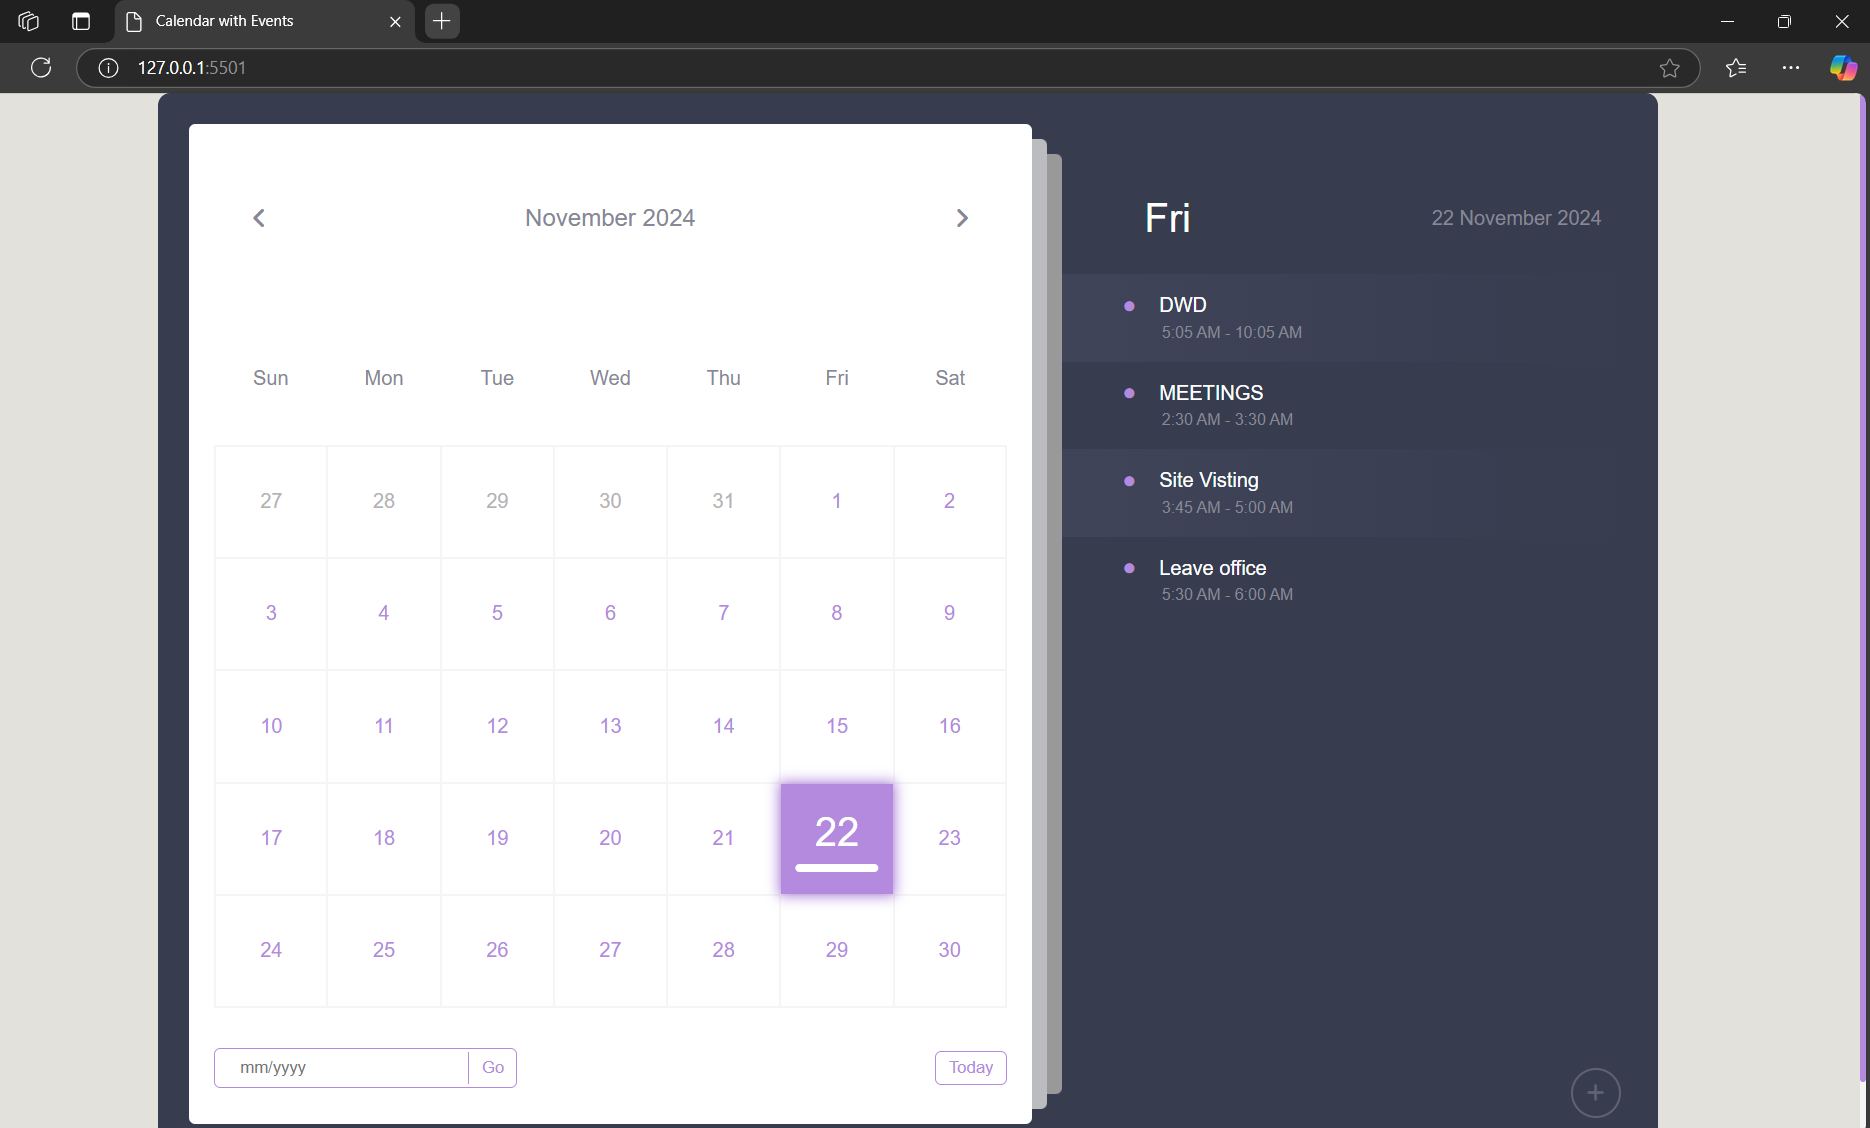 Calendar with Events
127.0.0.1:5501
November 2024
Sun Mon Tue Wed Thu Fri Sat
27 28 29 30 31 1 2
3 4 5 6 7 8 9
10 11 12 13 14 15 16
17 18 19 20 21 22 23
24 25 26 27 28 29 30
mm/yyyy Go Today
Fri 22 November 2024
DWD
5:05 AM - 10:05 AM
MEETINGS
2:30 AM - 3:30 AM
Site Visting
3:45 AM - 5:00 AM
Leave office
5:30 AM - 6:00 AM